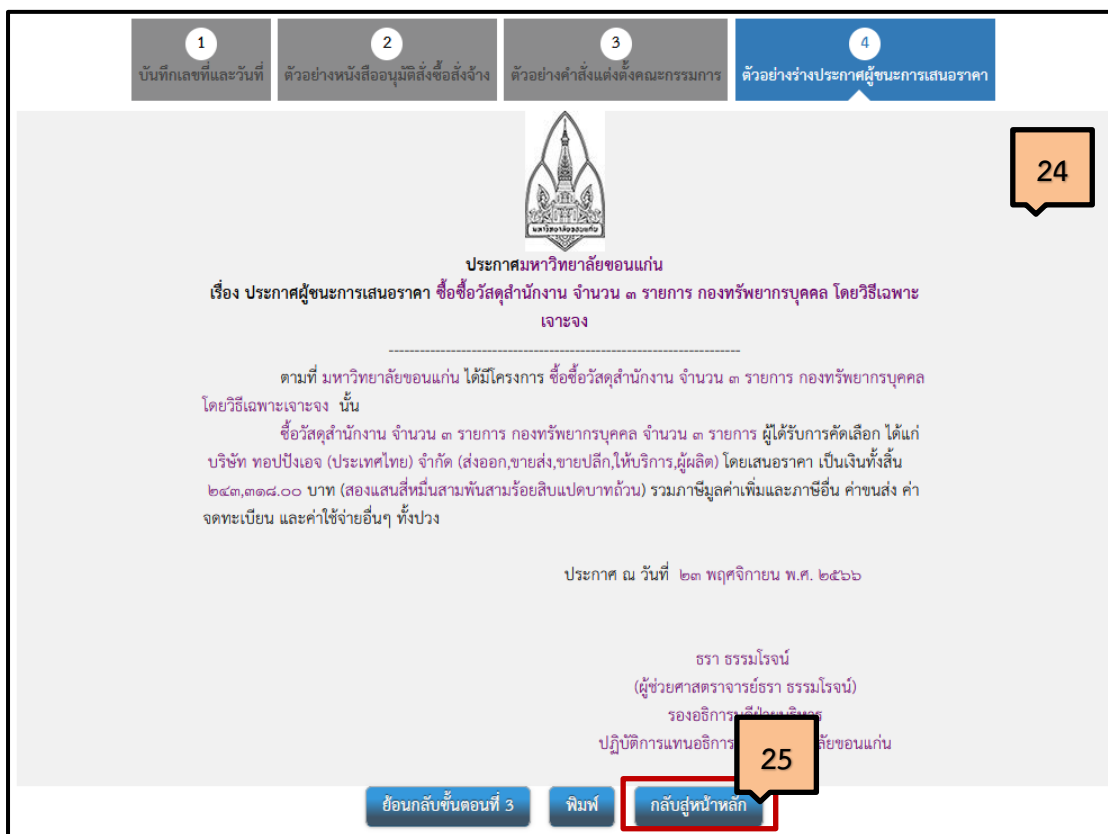 1
บันทึกเลขที่และวันที่
2
ตัวอย่างหนังสืออนุมัติสั่งซื้อสั่งจ้าง
3
ตัวอย่างคำสั่งแต่งตั้งคณะกรรมการ
4
ตัวอย่างร่างประกาศผู้ชนะการเสนอราคา
24
มหาวิทยาลัยขอนแก่น
ประกาศมหาวิทยาลัยขอนแก่น
เรื่อง ประกาศผู้ชนะการเสนอราคา ซื้อซื้อวัสดุสำนักงาน จำนวน ๓ รายการ กองทรัพยากรบุคคล โดยวิธีเฉพาะ
เจาะจง
--------------------------------------------------------------------
ตามที่ มหาวิทยาลัยขอนแก่น ได้มีโครงการ ซื้อซื้อวัสดุสำนักงาน จำนวน ๓ รายการ กองทรัพยากรบุคคล
โดยวิธีเฉพาะเจาะจง นั้น
ซื้อวัสดุสำนักงาน จำนวน ๓ รายการ กองทรัพยากรบุคคล จำนวน ๓ รายการ ผู้ได้รับการคัดเลือก ได้แก่
บริษัท ทอปปังเอจ (ประเทศไทย) จำกัด (ส่งออก,ขายส่ง,ขายปลีก,ให้บริการ,ผู้ผลิต) โดยเสนอราคา เป็นเงินทั้งสิ้น
๒๔๓,๓๑๘.๐๐ บาท (สองแสนสี่หมื่นสามพันสามร้อยสิบแปดบาทถ้วน) รวมภาษีมูลค่าเพิ่มและภาษีอื่น ค่าขนส่ง ค่า
จดทะเบียน และค่าใช้จ่ายอื่นๆ ทั้งปวง
ประกาศ ณ วันที่ ๒๓ พฤศจิกายน พ.ศ. ๒๕๖๖
ธรา ธรรมโรจน์
(ผู้ช่วยศาสตราจารย์ธรา ธรรมโรจน์)
รองอธิการ
ปฏิบัติการแทนอธิการ ลัยขอนแก่น
25
ย้อนกลับขั้นตอนที่ 3
พิมพ์
กลับสู่หน้าหลัก